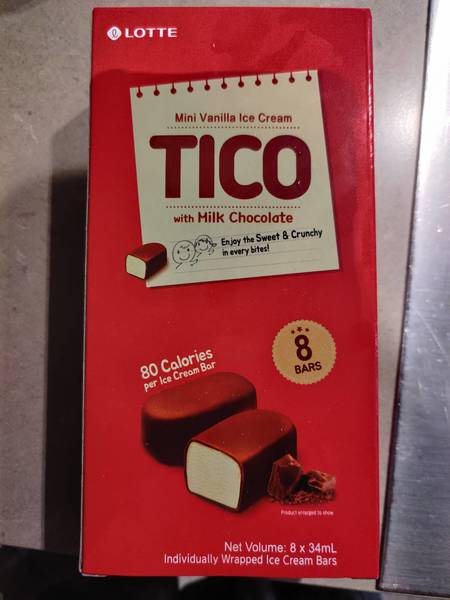 LOTTE
Mini Vanilla Ice Cream
TICO
with Milk Chocolate
Enjoy the Sweet & Crunchy
in every bites!
80 Calories
per Ice Cream Bar
8
BARS
Product enlarged to show
Net Volume: 8 x 34mL
Individually Wrapped Ice Cream Bars